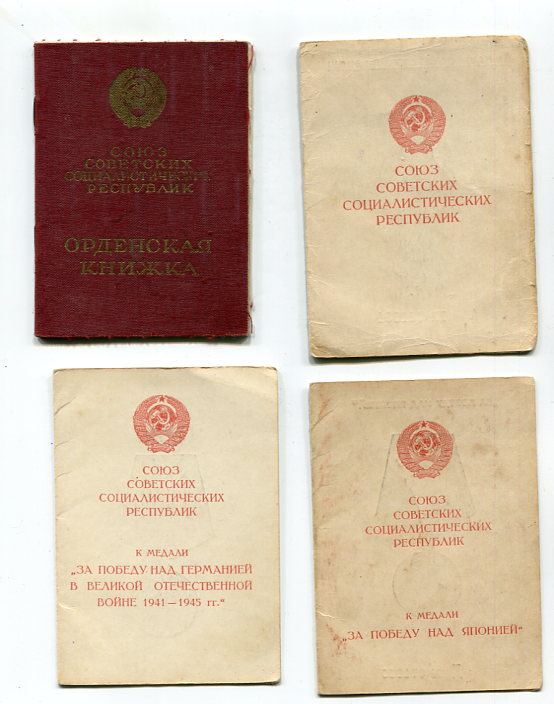 СОЮЗ
СОВЕТСКИХ
СОЦИАЛИСТИЧЕСКИХ
РЕСПУБЛИК
ОРДЕНСКАЯ
КНИЖКА
СОЮЗ
СОВЕТСКИХ
СОЦИАЛИСТИЧЕСКИХ
РЕСПУБЛИК
СОЮЗ
СОВЕТСКИХ
СОЦИАЛИСТИЧЕСКИХ
РЕСПУБЛИК
К МЕДАЛИ
„ЗА ПОБЕДУ НАД ГЕРМАНИЕЙ
В ВЕЛИКОЙ ОТЕЧЕСТВЕННОЙ
ВОЙНЕ 1941—1945 гг.“
СОЮЗ
СОВЕТСКИХ
СОЦИАЛИСТИЧЕСКИХ
РЕСПУБЛИК
К МЕДАЛИ
„ЗА ПОБЕДУ НАД ЯПОНИЕЙ“